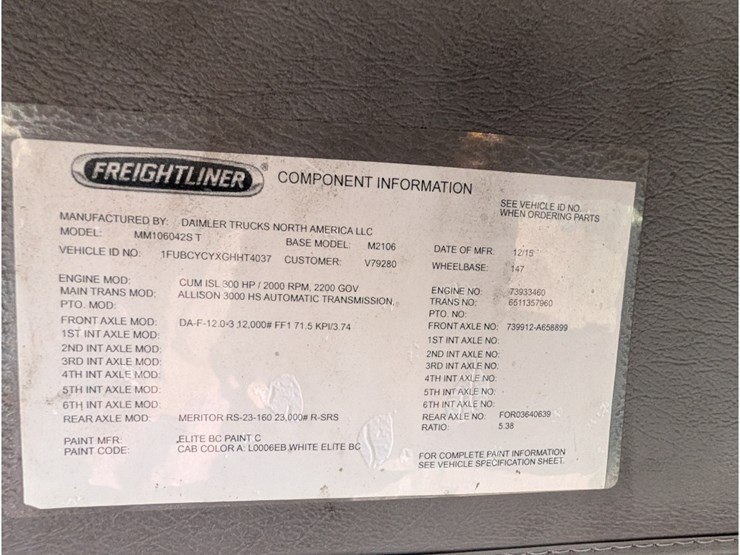 FREIGHTLINER® COMPONENT INFORMATION
SEE VEHICLE ID NO.
WHEN ORDERING PARTS
MANUFACTURED BY: DAIMLER TRUCKS NORTH AMERICA LLC
MODEL: MM106042S T BASE MODEL: M2106 DATE OF MFR: 12/15
VEHICLE ID NO: 1FUBCYCYXGHHT4037 CUSTOMER: V79280 WHEELBASE: 147
ENGINE MOD: CUM ISL 300 HP / 2000 RPM, 2200 GOV ENGINE NO: 73933460
MAIN TRANS MOD: ALLISON 3000 HS AUTOMATIC TRANSMISSION, TRANS NO: 6511357960
PTO. MOD: PTO. NO:
FRONT AXLE MOD: DA-F-12.0-3 12,000# FF1 71.5 KPI/3.74 FRONT AXLE NO: 739912-A658899
1ST INT AXLE MOD: 1ST INT AXLE NO:
2ND INT AXLE MOD: 2ND INT AXLE NO:
3RD INT AXLE MOD: 3RD INT AXLE NO:
4TH INT AXLE MOD: 4TH INT AXLE NO:
5TH INT AXLE MOD: 5TH INT AXLE NO:
6TH INT AXLE MOD: 6TH INT AXLE NO:
REAR AXLE MOD: MERITOR RS-23-160 23,000# R-SRS REAR AXLE NO: FOR03640639
RATIO: 5.38
PAINT MFR: ELITE BC PAINT C
PAINT CODE: CAB COLOR A: L0006EB WHITE ELITE BC
FOR COMPLETE PAINT INFORMATION
SEE VEHICLE SPECIFICATION SHEET.